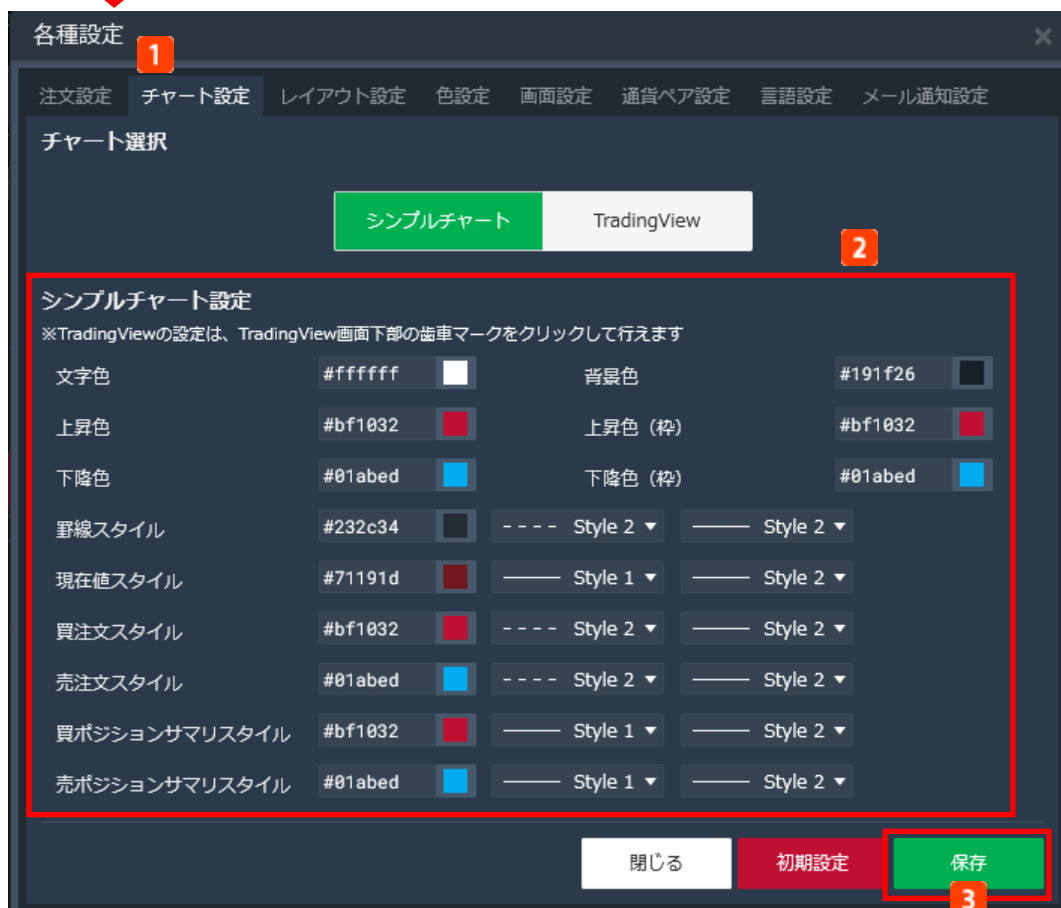 各種設定
1
注文設定 チャート設定 レイアウト設定 色設定 画面設定 通貨ペア設定 言語設定 メール通知設定
チャート選択
シンプルチャート TradingView
2
シンプルチャート設定
※TradingViewの設定は、TradingView画面下部の歯車マークをクリックして行えます
文字色 #ffffff 背景色 #191f26
上昇色 #bf1032 上昇色（枠） #bf1032
下降色 #01abed 下降色（枠） #01abed
罫線スタイル #232c34 Style 2 Style 2
現在値スタイル #71191d Style 1 Style 2
買注文スタイル #bf1032 Style 2 Style 2
売注文スタイル #01abed Style 2 Style 2
買ポジションサマリスタイル #bf1032 Style 1 Style 2
売ポジションサマリスタイル #01abed Style 1 Style 2
閉じる 初期設定 保存
3